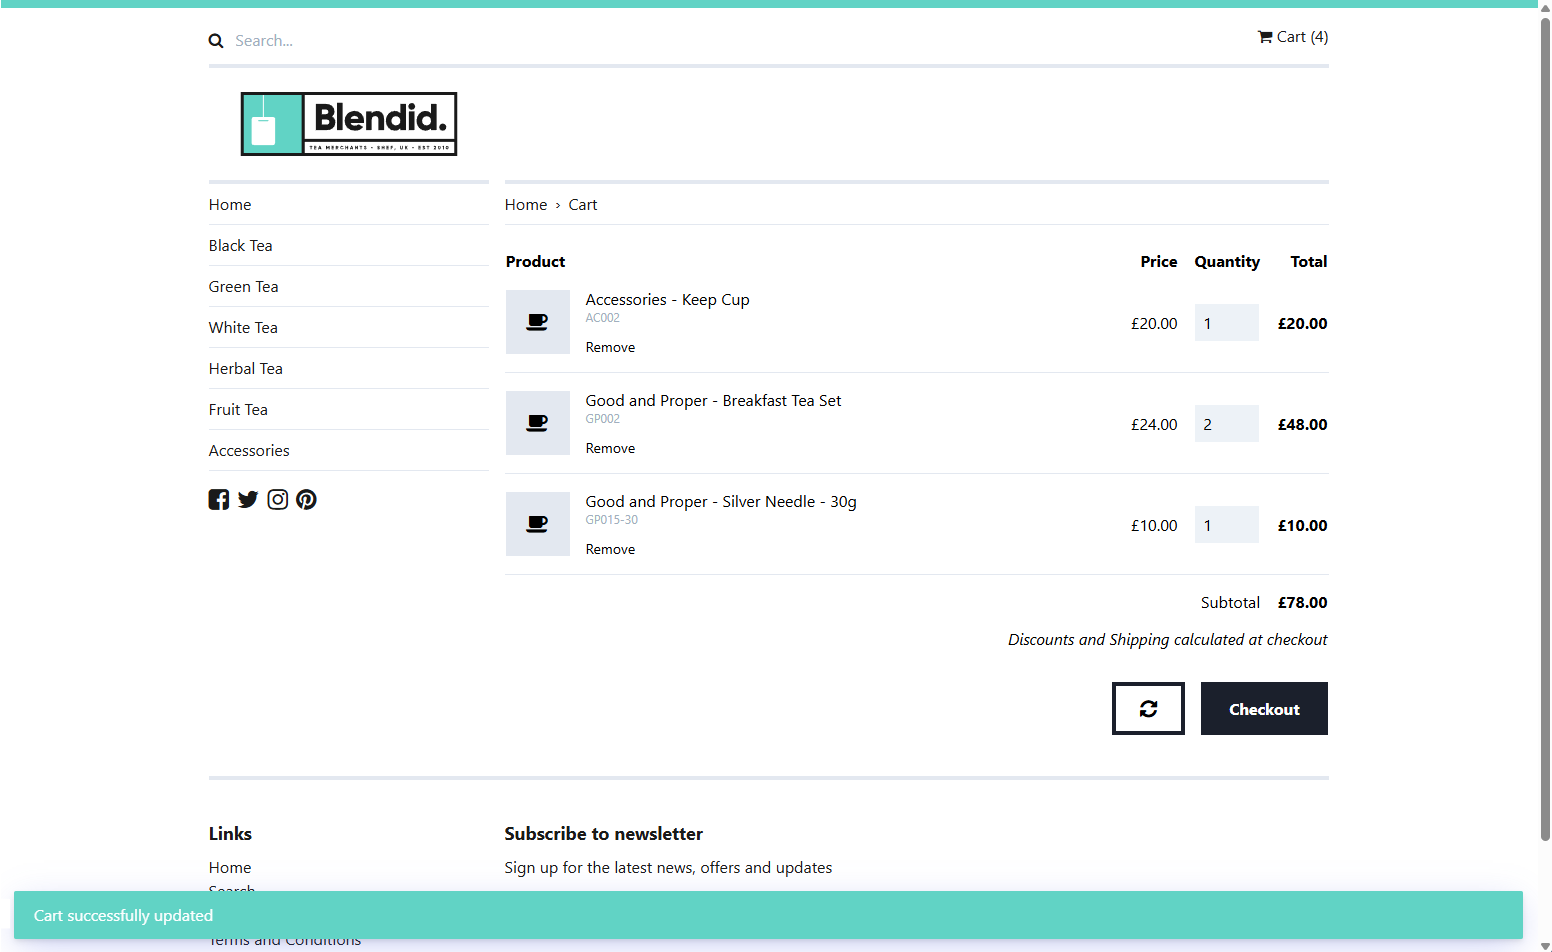 Search...
Cart (4)
Blendid.
TEA MERCHANTS - SHEF, UK - EST 2010
Home
Black Tea
Green Tea
White Tea
Herbal Tea
Fruit Tea
Accessories
Home › Cart
Product Price Quantity Total
Accessories - Keep Cup
AC002
Remove
£20.00 1 £20.00
Good and Proper - Breakfast Tea Set
GP002
Remove
£24.00 2 £48.00
Good and Proper - Silver Needle - 30g
GP015-30
Remove
£10.00 1 £10.00
Subtotal £78.00
Discounts and Shipping calculated at checkout
Checkout
Links
Home
Search
Terms and Conditions
Subscribe to newsletter
Sign up for the latest news, offers and updates
Cart successfully updated